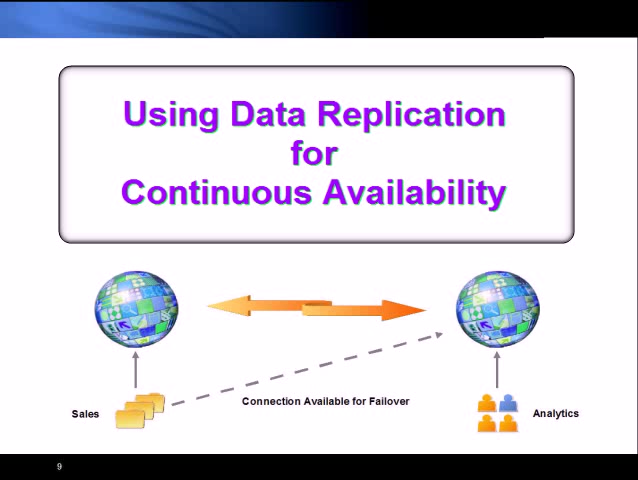 Using Data Replication
for
Continuous Availability
Connection Available for Failover
Sales
Analytics
9